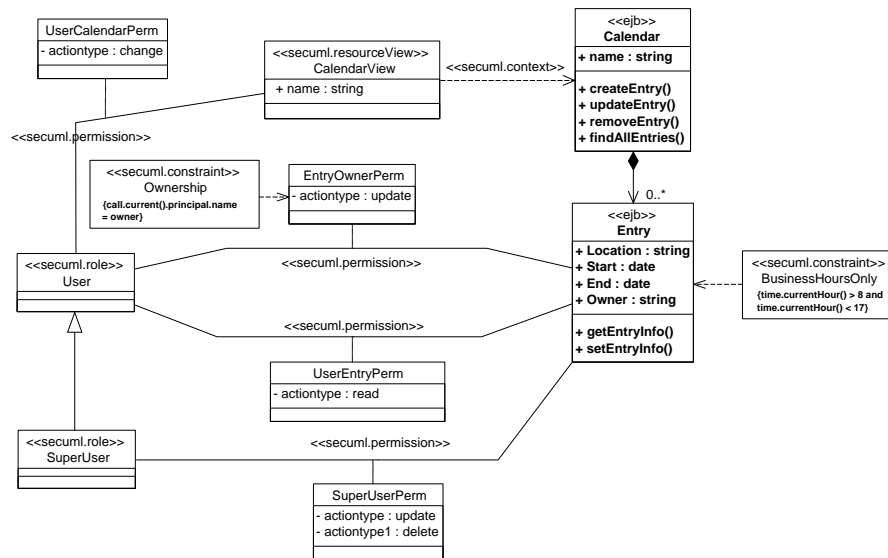 UserCalendarPerm
- actiontype : change
<<secuml.resourceView>>
CalendarView
+ name : string
<<secuml.context>>
<<ejb>>
Calendar
+ name : string
+ createEntry()
+ updateEntry()
+ removeEntry()
+ findAllEntries()
<<secuml.permission>>
<<secuml.constraint>>
Ownership
{call.current().principal.name
= owner}
EntryOwnerPerm
- actiontype : update
0..*
<<ejb>>
Entry
+ Location : string
+ Start : date
+ End : date
+ Owner : string
+ getEntryInfo()
+ setEntryInfo()
<<secuml.constraint>>
BusinessHoursOnly
{time.currentHour() > 8 and
time.currentHour() < 17}
<<secuml.role>>
User
<<secuml.permission>>
<<secuml.permission>>
UserEntryPerm
- actiontype : read
<<secuml.role>>
SuperUser
<<secuml.permission>>
SuperUserPerm
- actiontype : update
- actiontype1 : delete